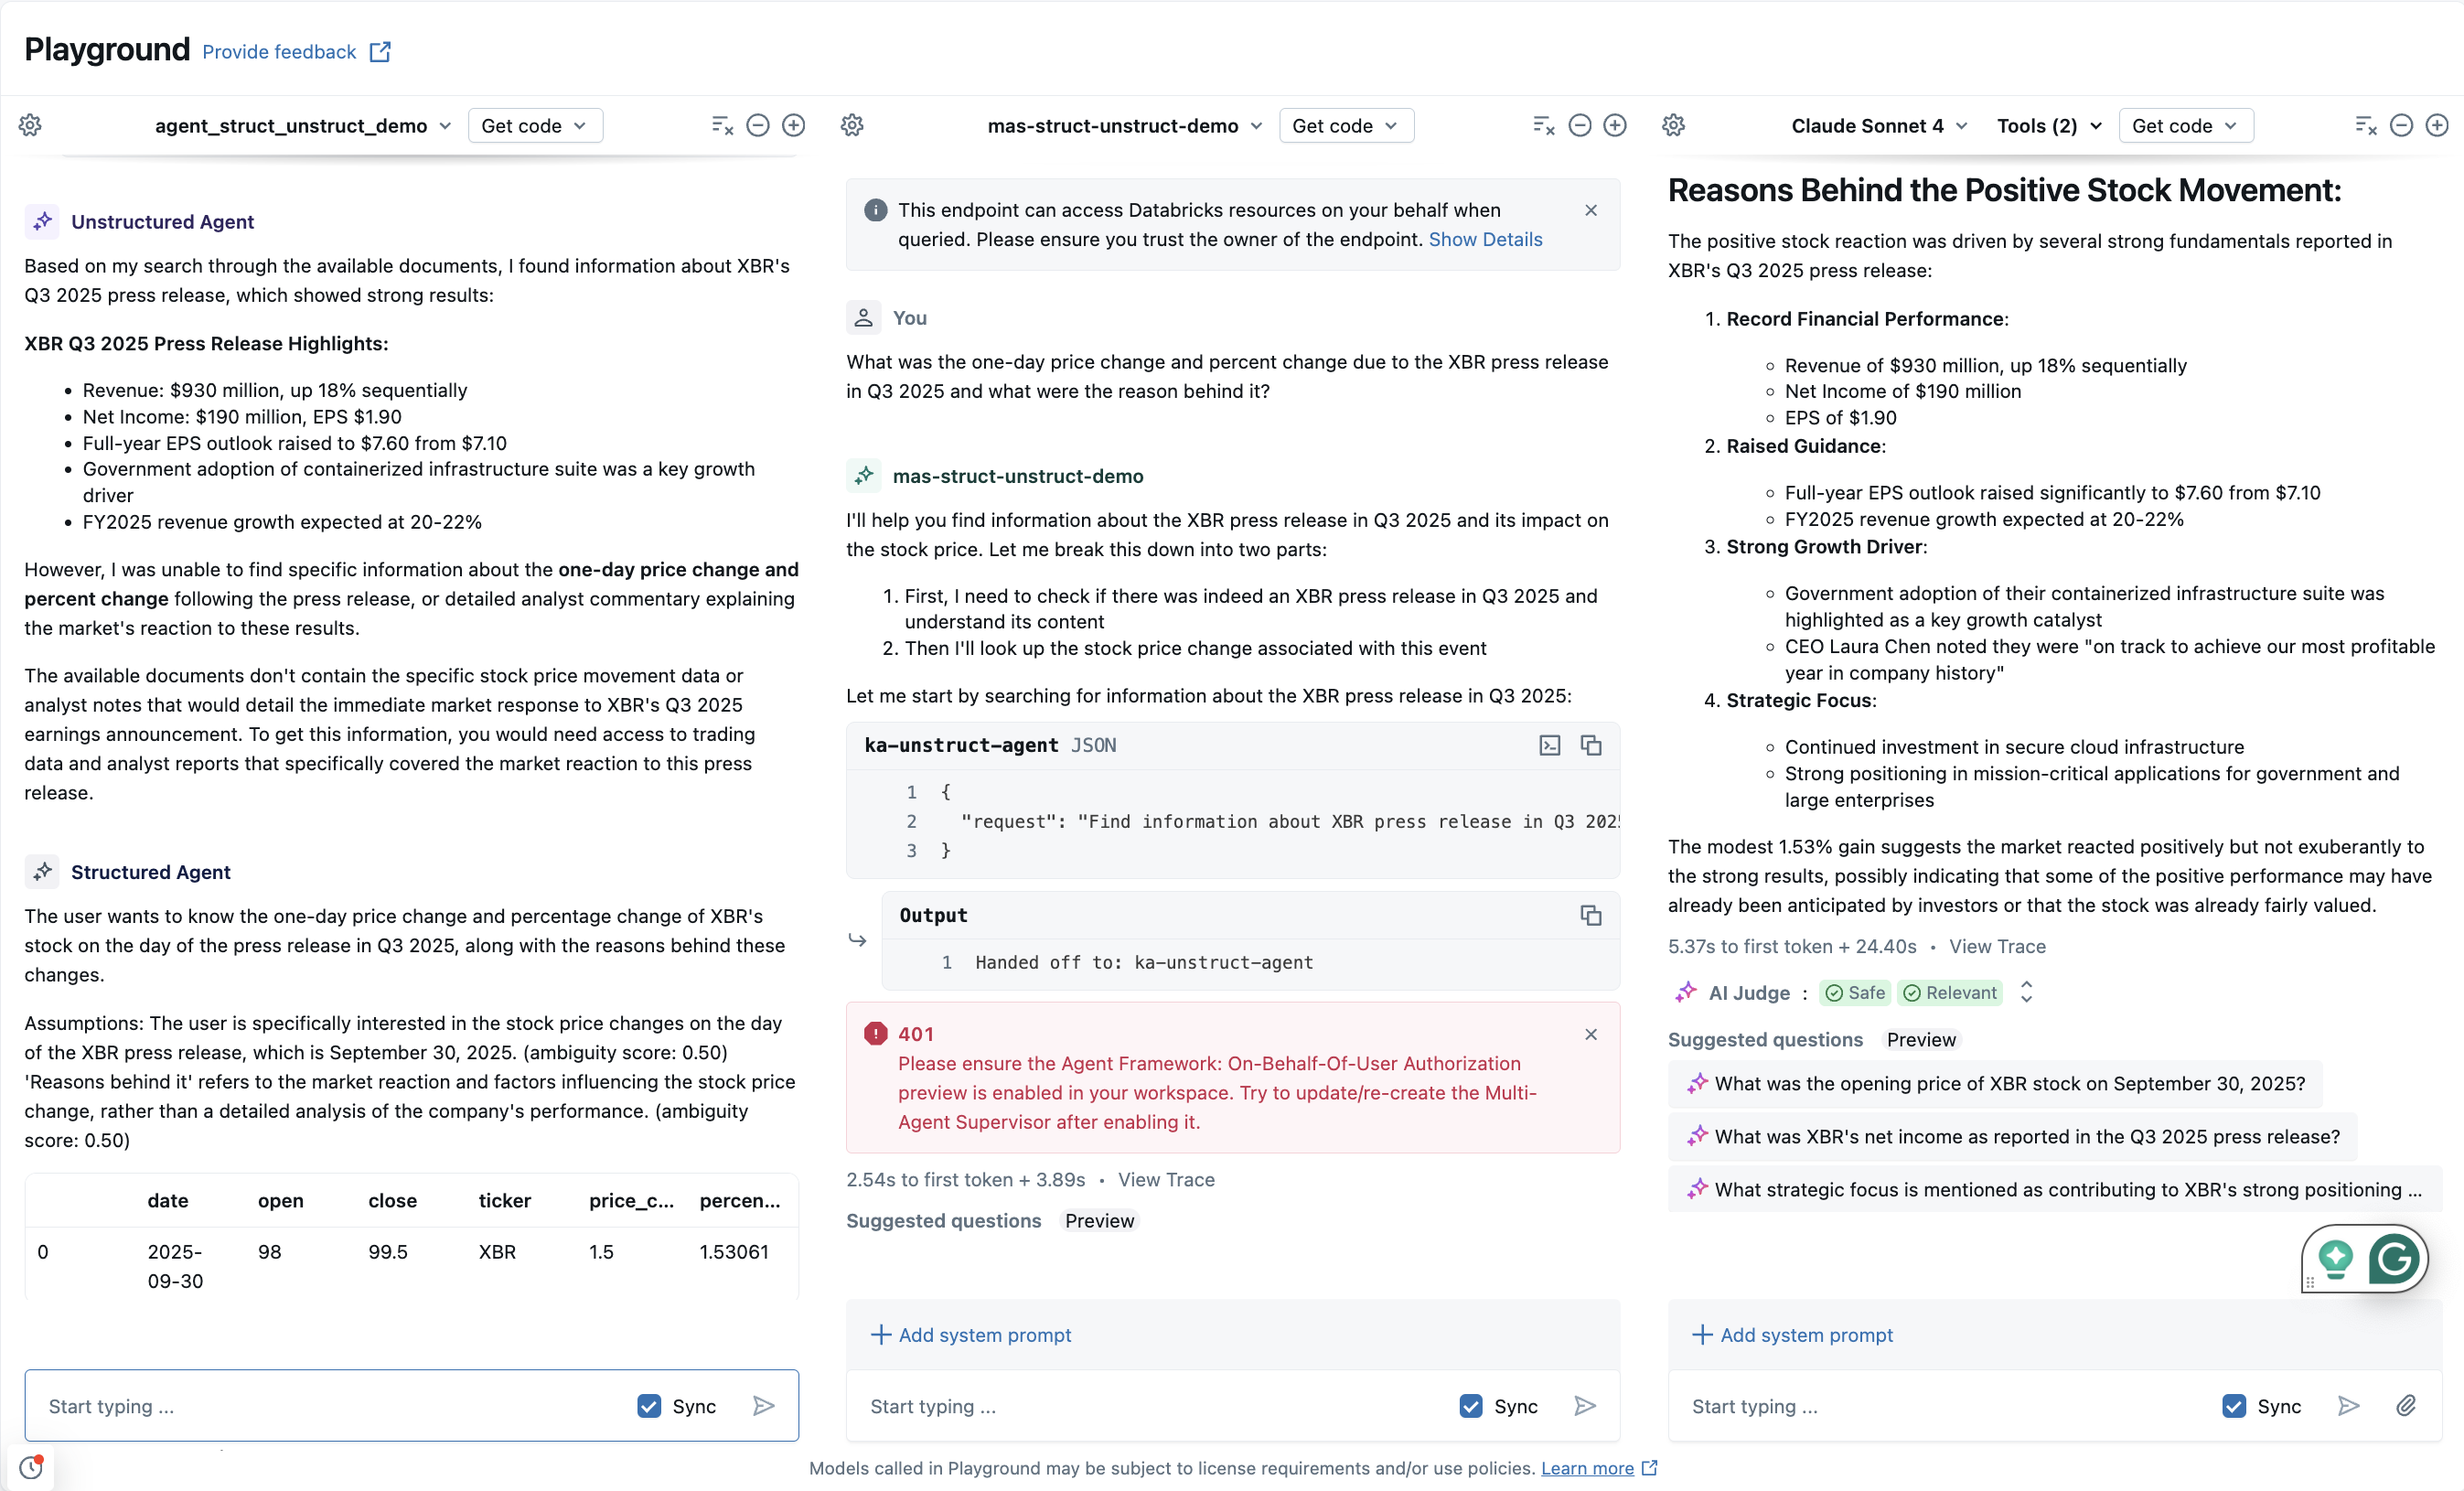 Playground Provide feedback
agent_struct_unstruct_demo Get code
Unstructured Agent
Based on my search through the available documents, I found information about XBR's
Q3 2025 press release, which showed strong results:
XBR Q3 2025 Press Release Highlights:
• Revenue: $930 million, up 18% sequentially
• Net Income: $190 million, EPS $1.90
• Full-year EPS outlook raised to $7.60 from $7.10
• Government adoption of containerized infrastructure suite was a key growth
driver
• FY2025 revenue growth expected at 20-22%
However, I was unable to find specific information about the one-day price change and
percent change following the press release, or detailed analyst commentary explaining
the market's reaction to these results.
The available documents don't contain the specific stock price movement data or
analyst notes that would detail the immediate market response to XBR's Q3 2025
earnings announcement. To get this information, you would need access to trading
data and analyst reports that specifically covered the market reaction to this press
release.
Structured Agent
The user wants to know the one-day price change and percentage change of XBR's
stock on the day of the press release in Q3 2025, along with the reasons behind these
changes.
Assumptions: The user is specifically interested in the stock price changes on the day
of the XBR press release, which is September 30, 2025. (ambiguity score: 0.50)
'Reasons behind it' refers to the market reaction and factors influencing the stock price
change, rather than a detailed analysis of the company's performance. (ambiguity
score: 0.50)
date open close ticker price_c... percen...
0 2025- 98 99.5 XBR 1.5 1.53061
09-30
Start typing ... Sync
mas-struct-unstruct-demo Get code
This endpoint can access Databricks resources on your behalf when
queried. Please ensure you trust the owner of the endpoint. Show Details
You
What was the one-day price change and percent change due to the XBR press release
in Q3 2025 and what were the reason behind it?
mas-struct-unstruct-demo
I'll help you find information about the XBR press release in Q3 2025 and its impact on
the stock price. Let me break this down into two parts:
1. First, I need to check if there was indeed an XBR press release in Q3 2025 and
understand its content
2. Then I'll look up the stock price change associated with this event
Let me start by searching for information about the XBR press release in Q3 2025:
ka-unstruct-agent JSON
1 {
2 "request": "Find information about XBR press release in Q3 202
3 }
Output
1 Handed off to: ka-unstruct-agent
401
Please ensure the Agent Framework: On-Behalf-Of-User Authorization
preview is enabled in your workspace. Try to update/re-create the Multi-
Agent Supervisor after enabling it.
2.54s to first token + 3.89s • View Trace
Suggested questions Preview
+ Add system prompt
Start typing ... Sync
Claude Sonnet 4 Tools (2) Get code
Reasons Behind the Positive Stock Movement:
The positive stock reaction was driven by several strong fundamentals reported in
XBR's Q3 2025 press release:
1. Record Financial Performance:
◦ Revenue of $930 million, up 18% sequentially
◦ Net Income of $190 million
◦ EPS of $1.90
2. Raised Guidance:
◦ Full-year EPS outlook raised significantly to $7.60 from $7.10
◦ FY2025 revenue growth expected at 20-22%
3. Strong Growth Driver:
◦ Government adoption of their containerized infrastructure suite was
highlighted as a key growth catalyst
◦ CEO Laura Chen noted they were "on track to achieve our most profitable
year in company history"
4. Strategic Focus:
◦ Continued investment in secure cloud infrastructure
◦ Strong positioning in mission-critical applications for government and
large enterprises
The modest 1.53% gain suggests the market reacted positively but not exuberantly to
the strong results, possibly indicating that some of the positive performance may have
already been anticipated by investors or that the stock was already fairly valued.
5.37s to first token + 24.40s • View Trace
AI Judge : Safe Relevant
Suggested questions Preview
What was the opening price of XBR stock on September 30, 2025?
What was XBR's net income as reported in the Q3 2025 press release?
What strategic focus is mentioned as contributing to XBR's strong positioning ...
+ Add system prompt
Start typing ... Sync
Models called in Playground may be subject to license requirements and/or use policies. Learn more